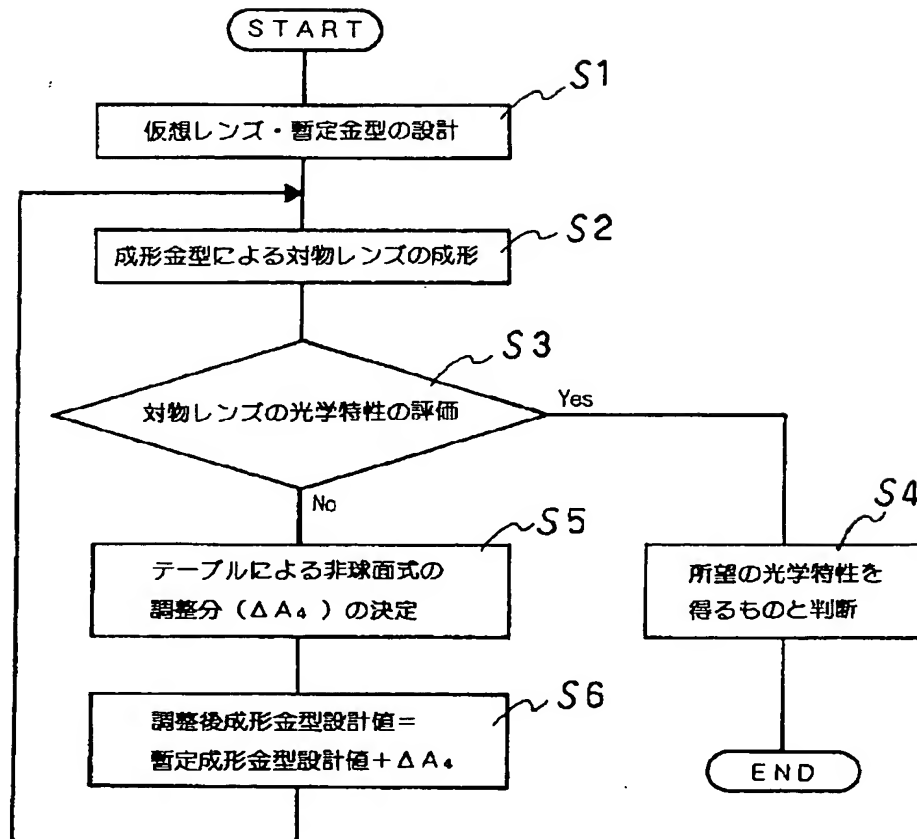 START
S1
仮想レンズ・暫定金型の設計
S2
成形金型による対物レンズの成形
S3
対物レンズの光学特性の評価
Yes
No
S4
所望の光学特性を
得るものと判断
S5
テーブルによる非球面式の
調整分(ΔA₄)の決定
S6
調整後成形金型設計値=
暫定成形金型設計値+ΔA₄
END